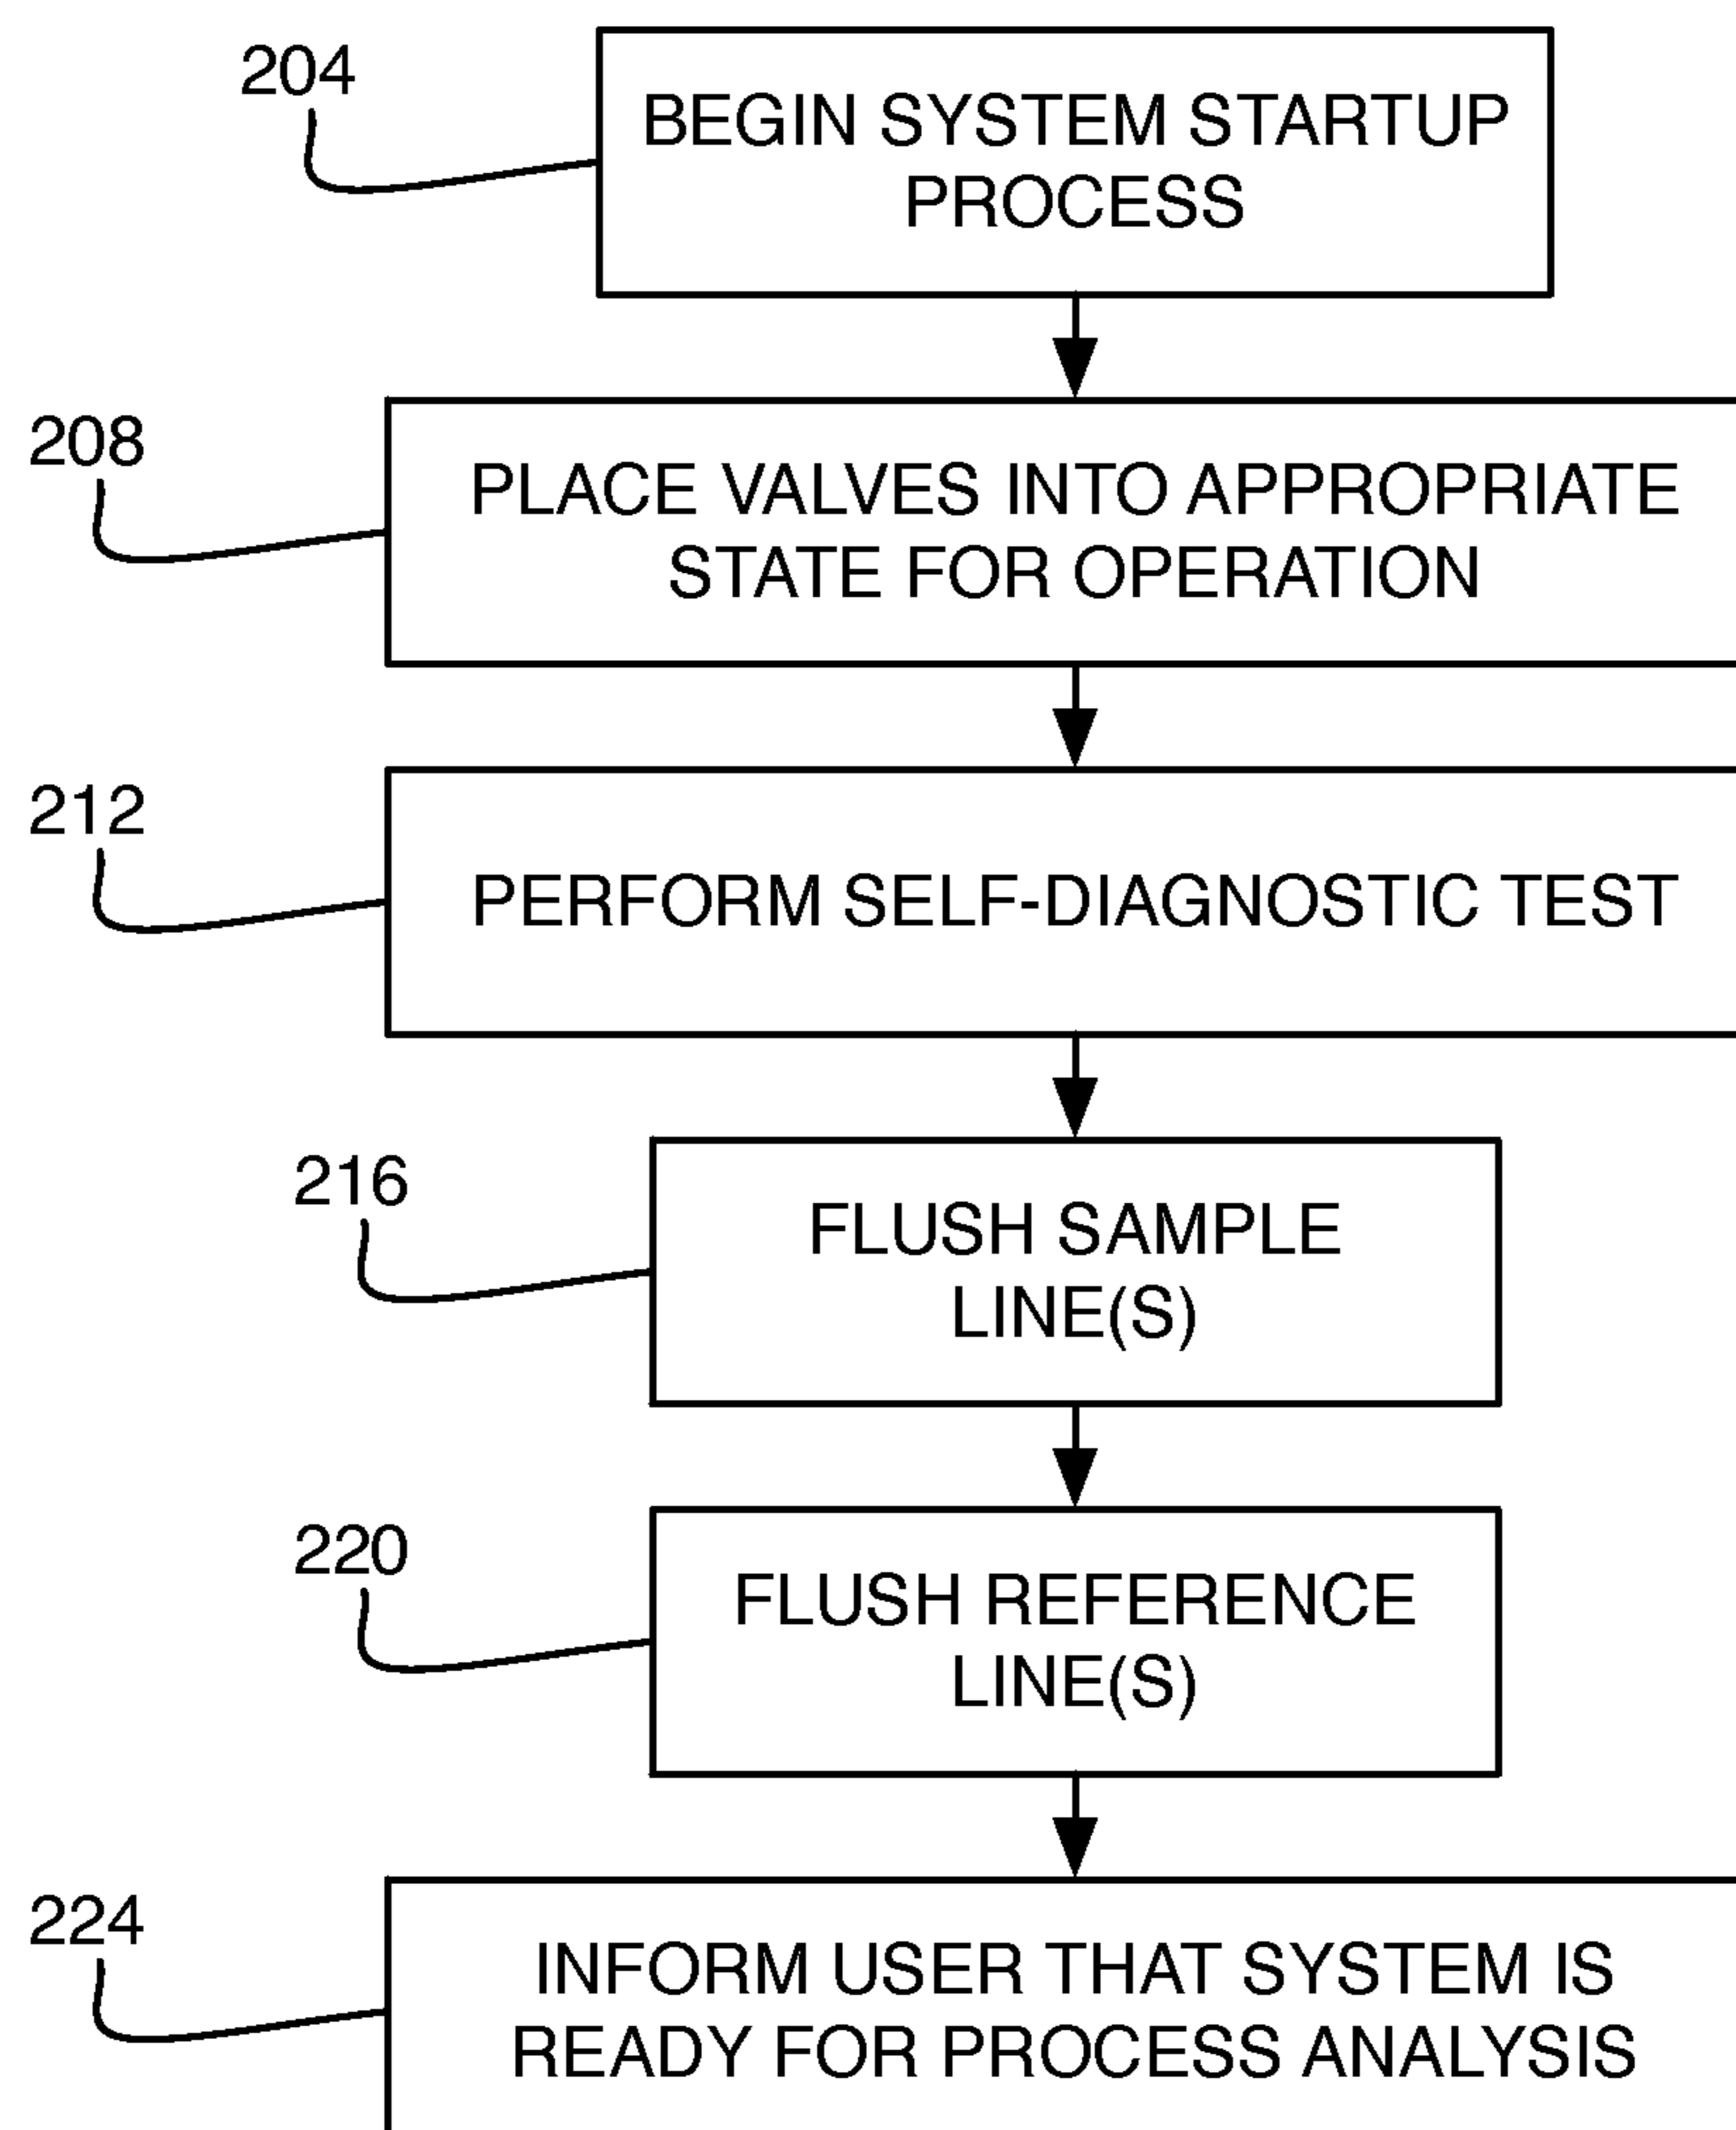 204
BEGIN SYSTEM STARTUP
PROCESS
208
PLACE VALVES INTO APPROPRIATE
STATE FOR OPERATION
212
PERFORM SELF-DIAGNOSTIC TEST
216
FLUSH SAMPLE
LINE(S)
220
FLUSH REFERENCE
LINE(S)
224
INFORM USER THAT SYSTEM IS
READY FOR PROCESS ANALYSIS